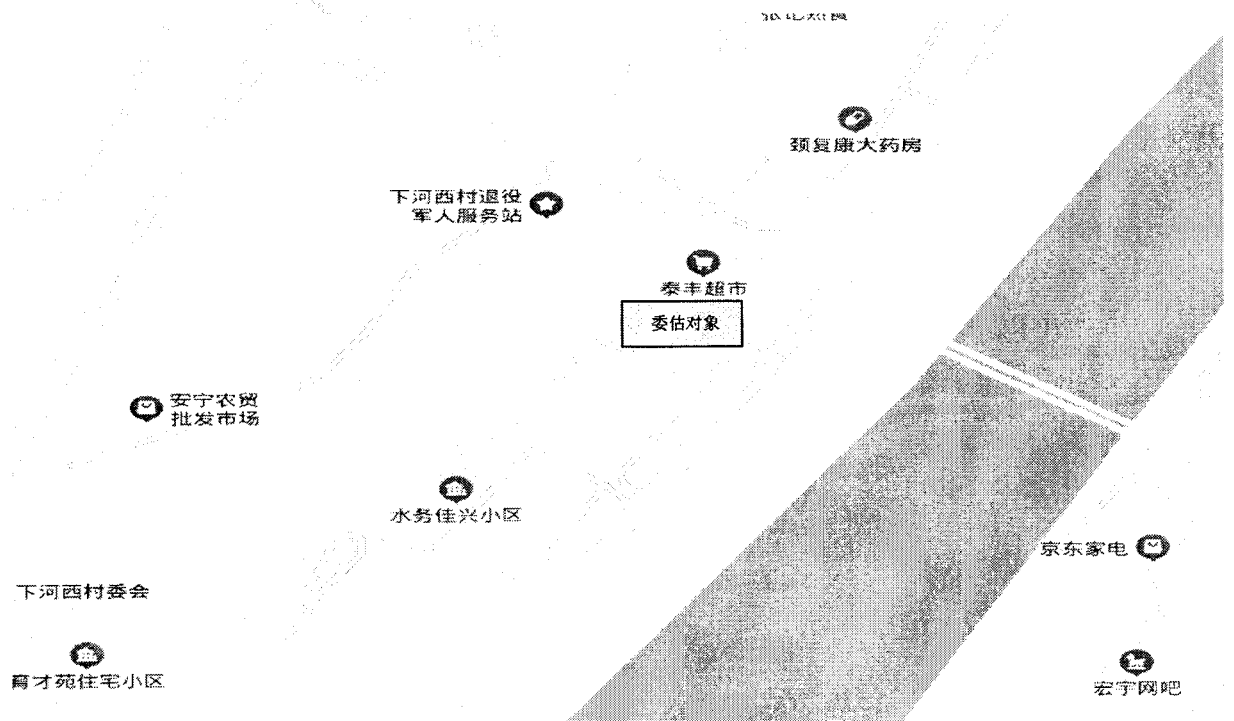 颈复康大药房
下河西村退役
军人服务站
泰丰超市
委估对象
安宁农贸
批发市场
水务佳兴小区
京东家电
下河西村委会
育才苑住宅小区
宏宇网吧